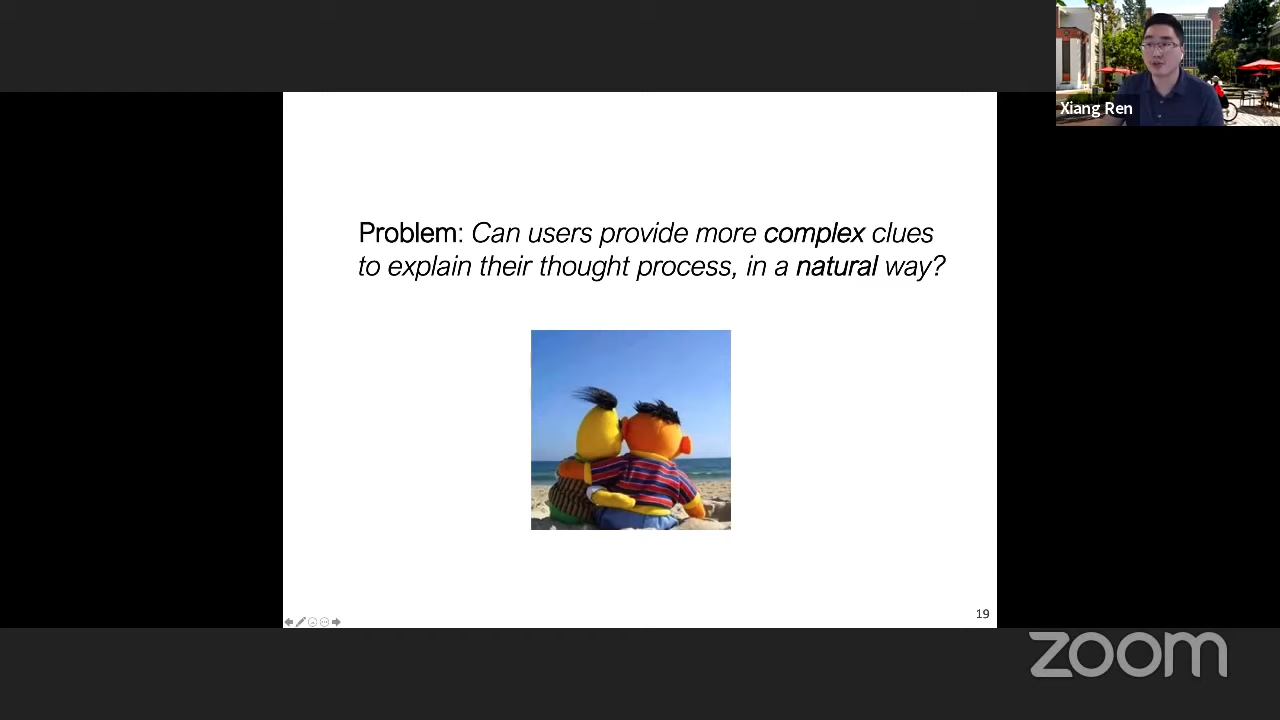 Xiang Ren
Problem: Can users provide more complex clues
to explain their thought process, in a natural way?
19
zoom